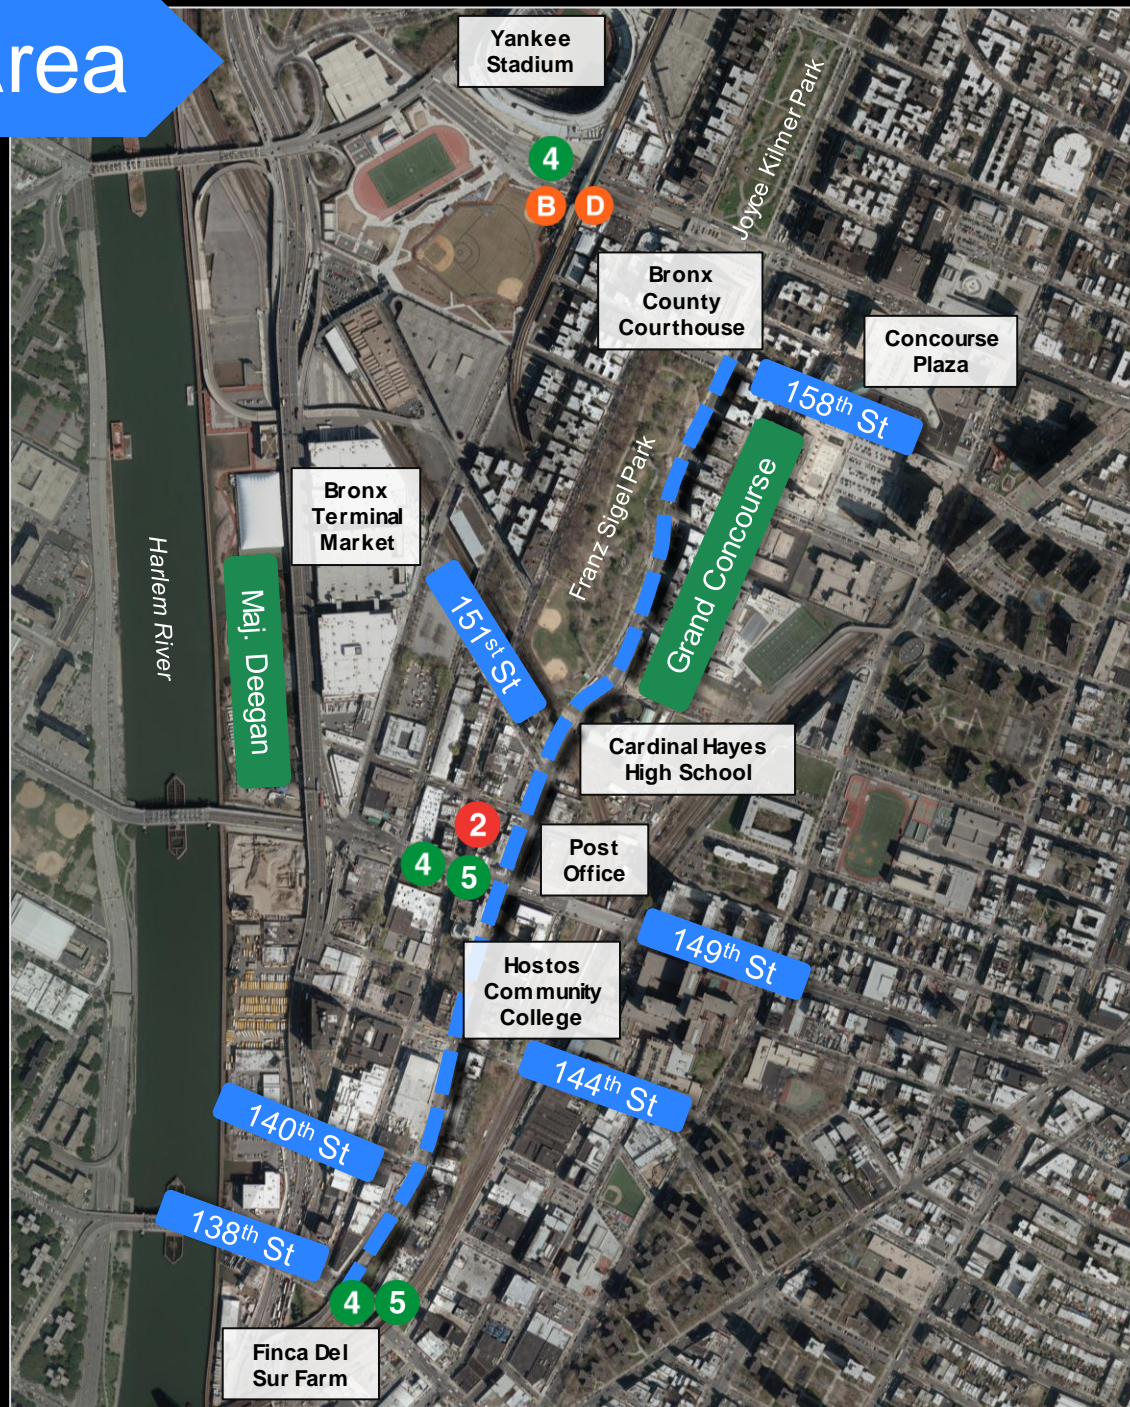 rea
Yankee
Stadium
4
B D
Joyce Kilmer Park
Bronx
County
Courthouse
Concourse
Plaza
158th St
Grand Concourse
Franz Sigel Park
Bronx
Terminal
Market
Harlem River
Maj. Deegan
151st St
Cardinal Hayes
High School
2
4 5
Post
Office
149th St
Hostos
Community
College
144th St
140th St
138th St
4 5
Finca Del
Sur Farm